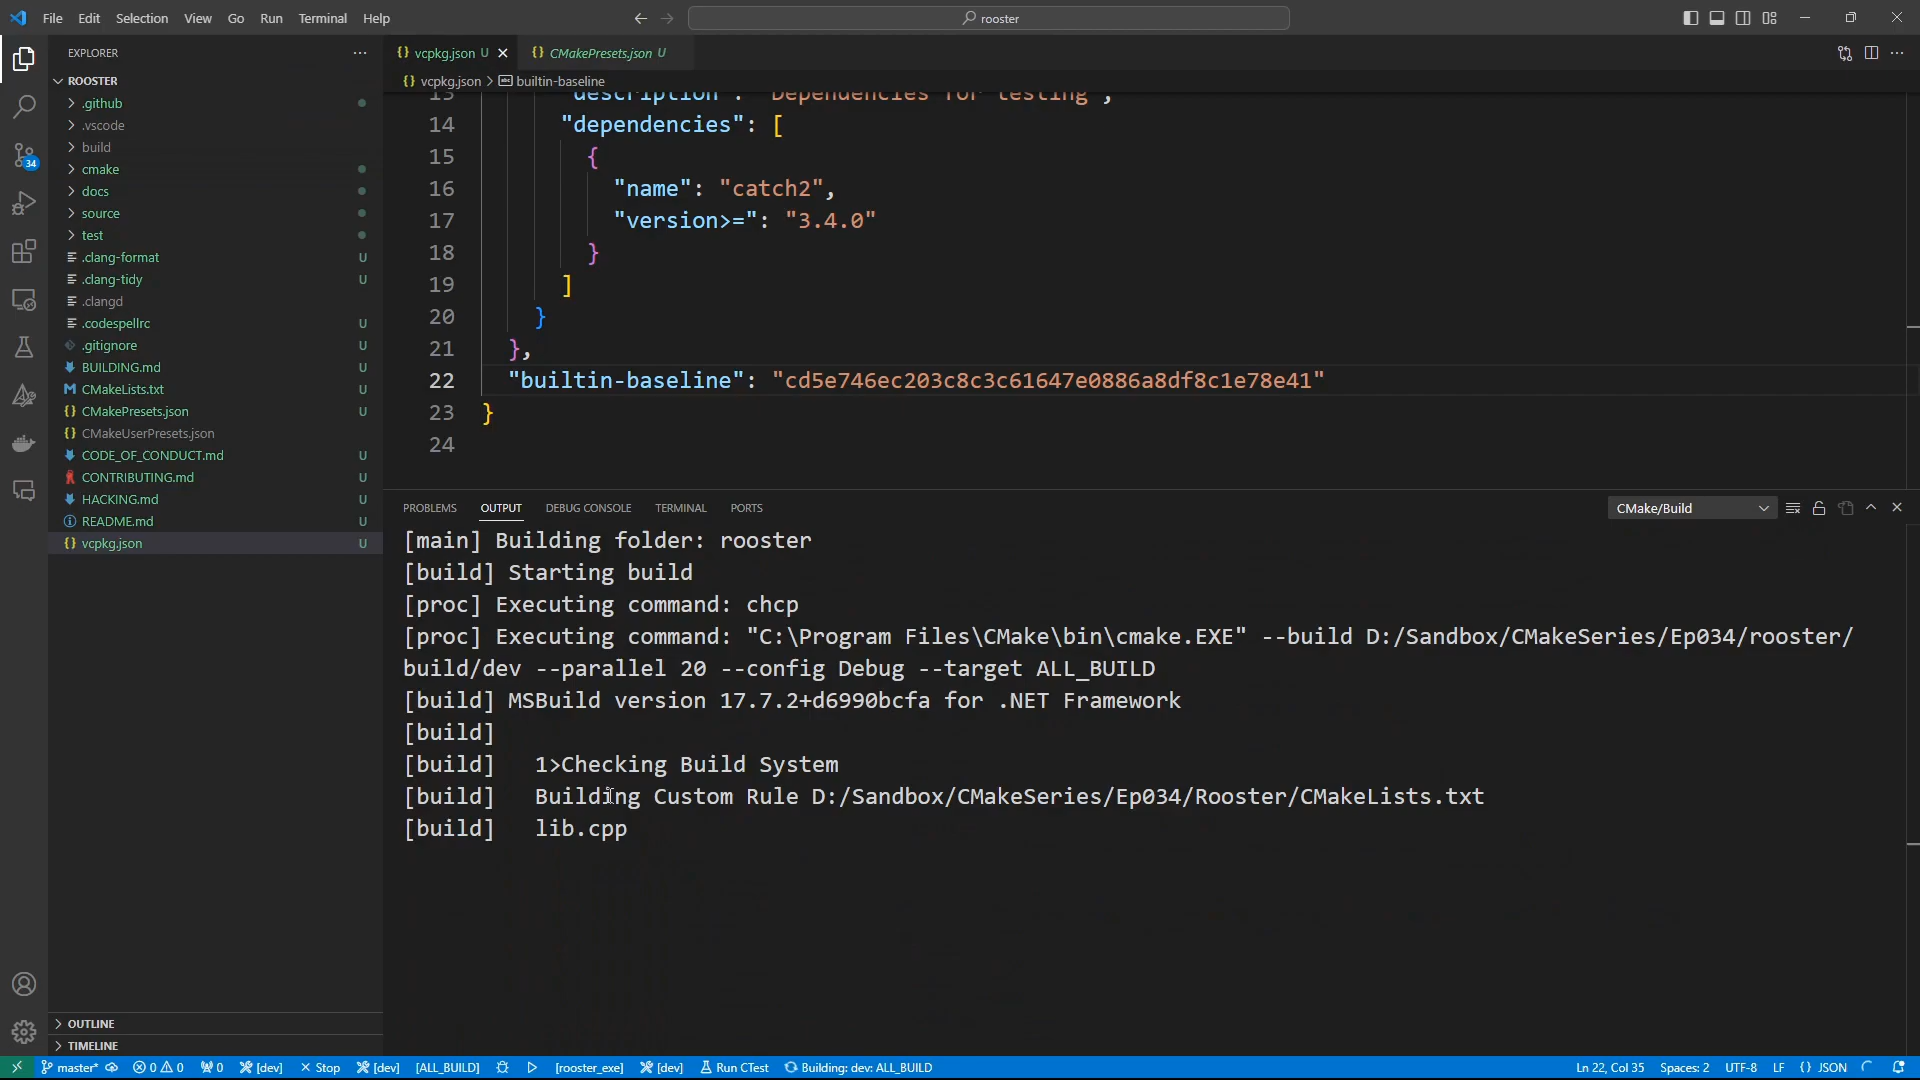 File Edit Selection View Go Run Terminal Help
rooster
EXPLORER
ROOSTER
.github
.vscode
build
cmake
docs
source
test
.clang-format U
.clang-tidy U
.clangd
.codespellrc U
.gitignore U
BUILDING.md U
CMakeLists.txt U
CMakePresets.json U
CMakeUserPresets.json
CODE_OF_CONDUCT.md U
CONTRIBUTING.md U
HACKING.md U
README.md U
vcpkg.json U
34
OUTLINE
TIMELINE
vcpkg.json U CMakePresets.json U
vcpkg.json > builtin-baseline
13 "description": "Dependencies for testing",
14 "dependencies": [
15 {
16 "name": "catch2",
17 "version>=": "3.4.0"
18 }
19 ]
20 }
21 },
22 "builtin-baseline": "cd5e746ec203c8c3c61647e0886a8df8c1e78e41"
23 }
24
PROBLEMS OUTPUT DEBUG CONSOLE TERMINAL PORTS CMake/Build
[main] Building folder: rooster
[build] Starting build
[proc] Executing command: chcp
[proc] Executing command: "C:\Program Files\CMake\bin\cmake.EXE" --build D:/Sandbox/CMakeSeries/Ep034/rooster/
build/dev --parallel 20 --config Debug --target ALL_BUILD
[build] MSBuild version 17.7.2+d6990bcfa for .NET Framework
[build]
[build] 1>Checking Build System
[build] Building Custom Rule D:/Sandbox/CMakeSeries/Ep034/Rooster/CMakeLists.txt
[build] lib.cpp
master* 0 0 0 [dev] Stop [dev] [ALL_BUILD] [rooster_exe] [dev] Run CTest Building: dev: ALL_BUILD Ln 22, Col 35 Spaces: 2 UTF-8 LF {} JSON